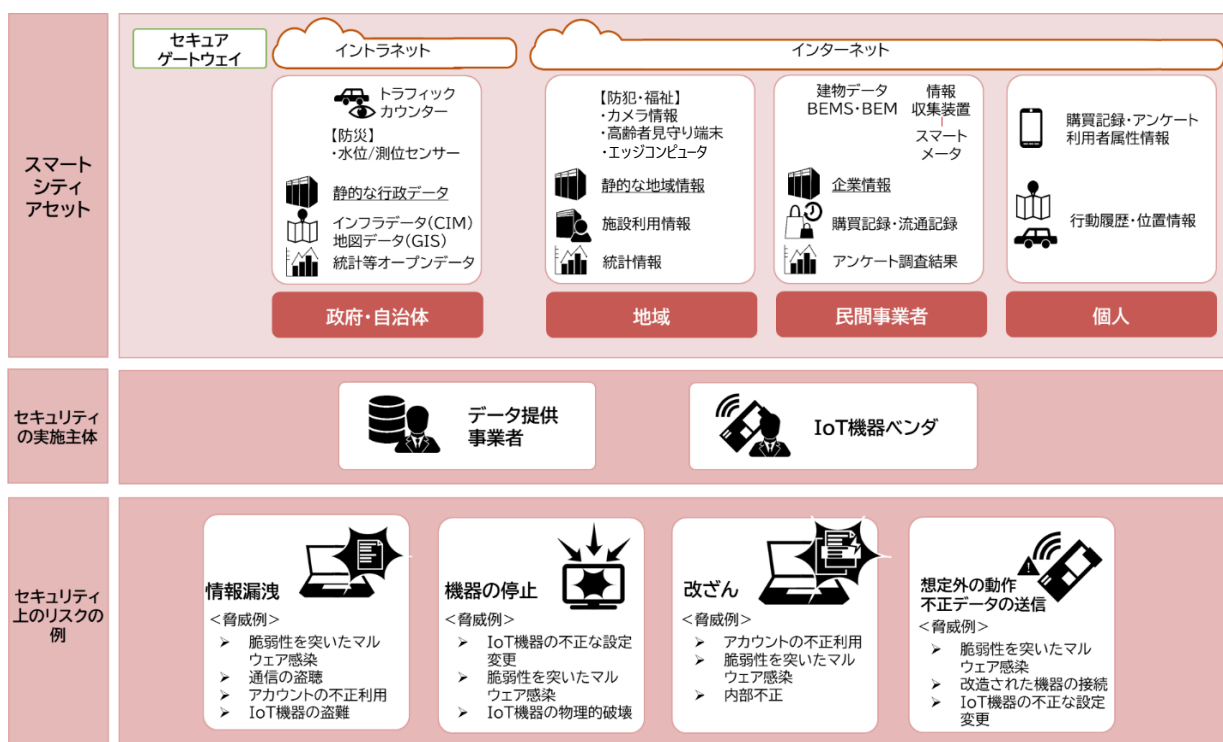 スマート
シティ
アセット
セキュア
ゲートウェイ
イントラネット
インターネット
トラフィック
カウンター
【防災】
・水位/測位センサー
静的な行政データ
インフラデータ(CIM)
地図データ(GIS)
統計等オープンデータ
政府・自治体
【防犯・福祉】
・カメラ情報
・高齢者見守り端末
・エッジコンピュータ
静的な地域情報
施設利用情報
統計情報
地域
建物データ
BEMS・BEM
情報
収集装置
スマート
メータ
企業情報
購買記録・流通記録
アンケート調査結果
民間事業者
購買記録・アンケート
利用者属性情報
行動履歴・位置情報
個人
セキュリティ
の実施主体
データ提供
事業者
IoT機器ベンダ
セキュリティ
上のリスクの
例
情報漏洩
<脅威例>
➢ 脆弱性を突いたマル
ウェア感染
➢ 通信の盗聴
➢ アカウントの不正利用
➢ IoT機器の盗難
機器の停止
<脅威例>
➢ IoT機器の不正な設定
変更
➢ 脆弱性を突いたマル
ウェア感染
➢ IoT機器の物理的破壊
改ざん
<脅威例>
➢ アカウントの不正利用
➢ 脆弱性を突いたマル
ウェア感染
➢ 内部不正
想定外の動作
不正データの送信
<脅威例>
➢ 脆弱性を突いたマル
ウェア感染
➢ 改造された機器の接続
➢ IoT機器の不正な設定
変更